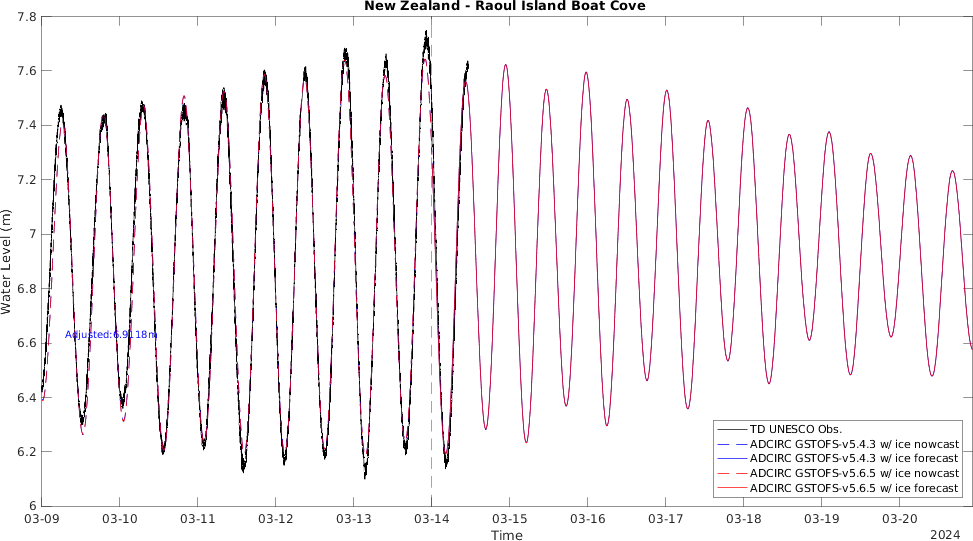 New Zealand - Raoul Island Boat Cove
7.8
7.6
7.4
7.2
7
6.8
6.6
6.4
6.2
6
Water Level (m)
Adjusted:6.9118m
TD UNESCO Obs.
ADCIRC GSTOFS-v5.4.3 w/ ice nowcast
ADCIRC GSTOFS-v5.4.3 w/ ice forecast
ADCIRC GSTOFS-v5.6.5 w/ ice nowcast
ADCIRC GSTOFS-v5.6.5 w/ ice forecast
03-09 03-10 03-11 03-12 03-13 03-14 03-15 03-16 03-17 03-18 03-19 03-20
Time
2024